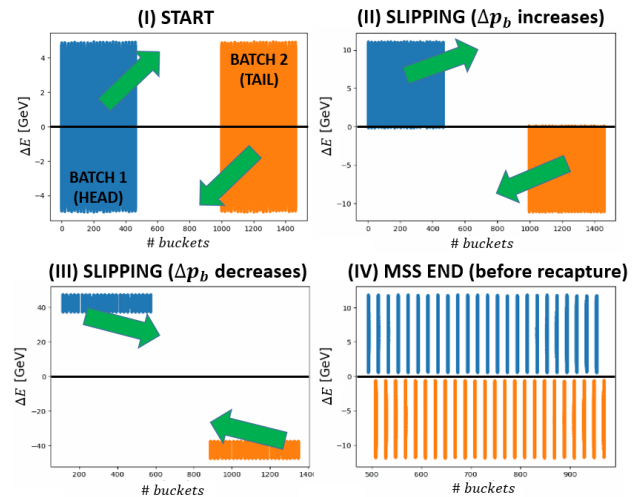 (I) START
ΔE [GeV]
4
2
0
−2
−4
BATCH 1
(HEAD)
BATCH 2
(TAIL)
0 200 400 600 800 1000 1200 1400
# buckets
(II) SLIPPING (Δp_b increases)
ΔE [GeV]
10
5
0
−5
−10
0 200 400 600 800 1000 1200 1400
# buckets
(III) SLIPPING (Δp_b decreases)
ΔE [GeV]
40
20
0
−20
−40
200 400 600 800 1000 1200 1400
# buckets
(IV) MSS END (before recapture)
ΔE [GeV]
10
5
0
−5
−10
500 600 700 800 900
# buckets